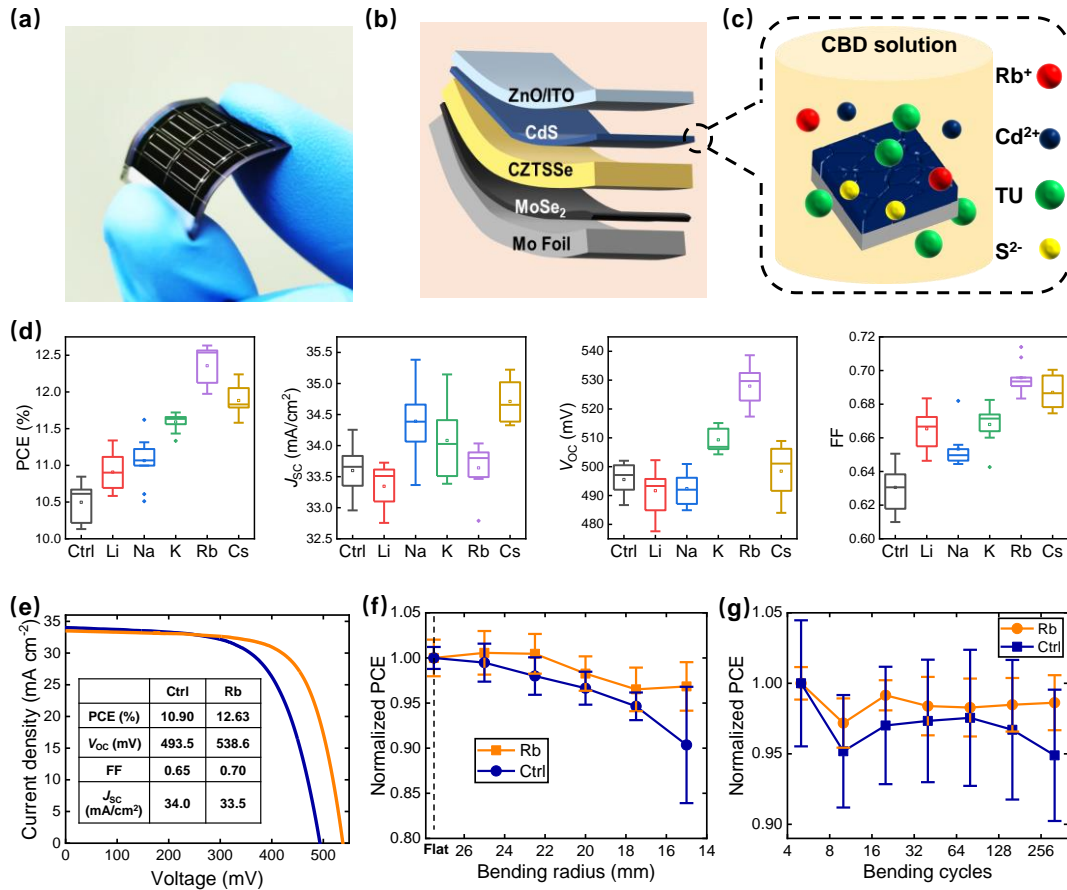 (a)
(b)
ZnO/ITO
CdS
CZTSSe
MoSe₂
Mo Foil
(c)
CBD solution
Rb⁺
Cd²⁺
TU
S²⁻
(d)
PCE (%)
12.5
12.0
11.5
11.0
10.5
10.0
Ctrl Li Na K Rb Cs
J_SC (mA/cm²)
35.5
35.0
34.5
34.0
33.5
33.0
32.5
Ctrl Li Na K Rb Cs
V_OC (mV)
540
530
520
510
500
490
480
Ctrl Li Na K Rb Cs
FF
0.72
0.70
0.68
0.66
0.64
0.62
0.60
Ctrl Li Na K Rb Cs
(e)
Current density (mA cm⁻²)
35
30
25
20
15
10
5
0
Ctrl Rb
PCE (%) 10.90 12.63
V_OC (mV) 493.5 538.6
FF 0.65 0.70
J_SC (mA/cm²) 34.0 33.5
0 100 200 300 400 500
Voltage (mV)
(f)
Normalized PCE
1.05
1.00
0.95
0.90
0.85
0.80
Rb
Ctrl
Flat 26 24 22 20 18 16 14
Bending radius (mm)
(g)
Normalized PCE
1.05
1.00
0.95
0.90
Rb
Ctrl
4 8 16 32 64 128 256
Bending cycles